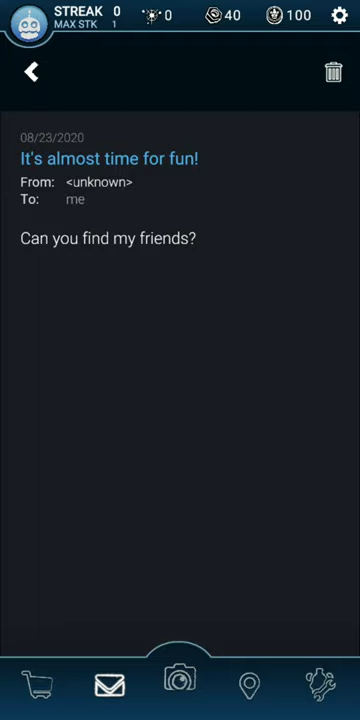 STREAK 0 0 40 100
MAX STK 1
08/23/2020
It's almost time for fun!
From: <unknown>
To: me
Can you find my friends?